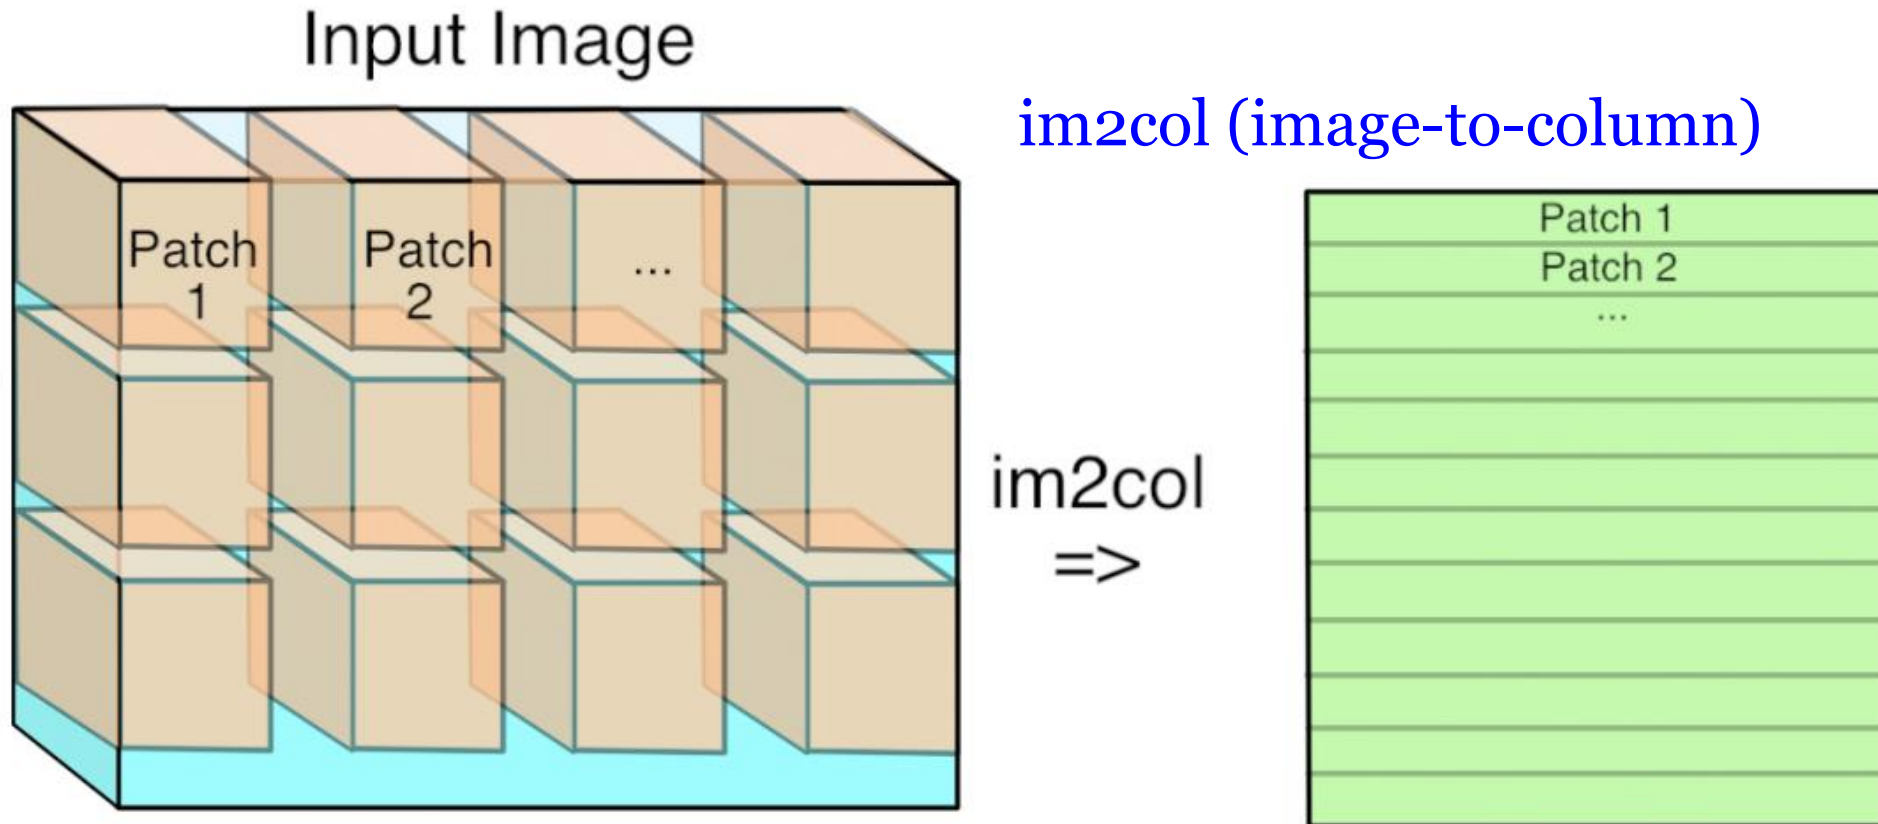 Input Image
im2col (image-to-column)
Patch
1
Patch
2
...
im2col
=>
Patch 1
Patch 2
...